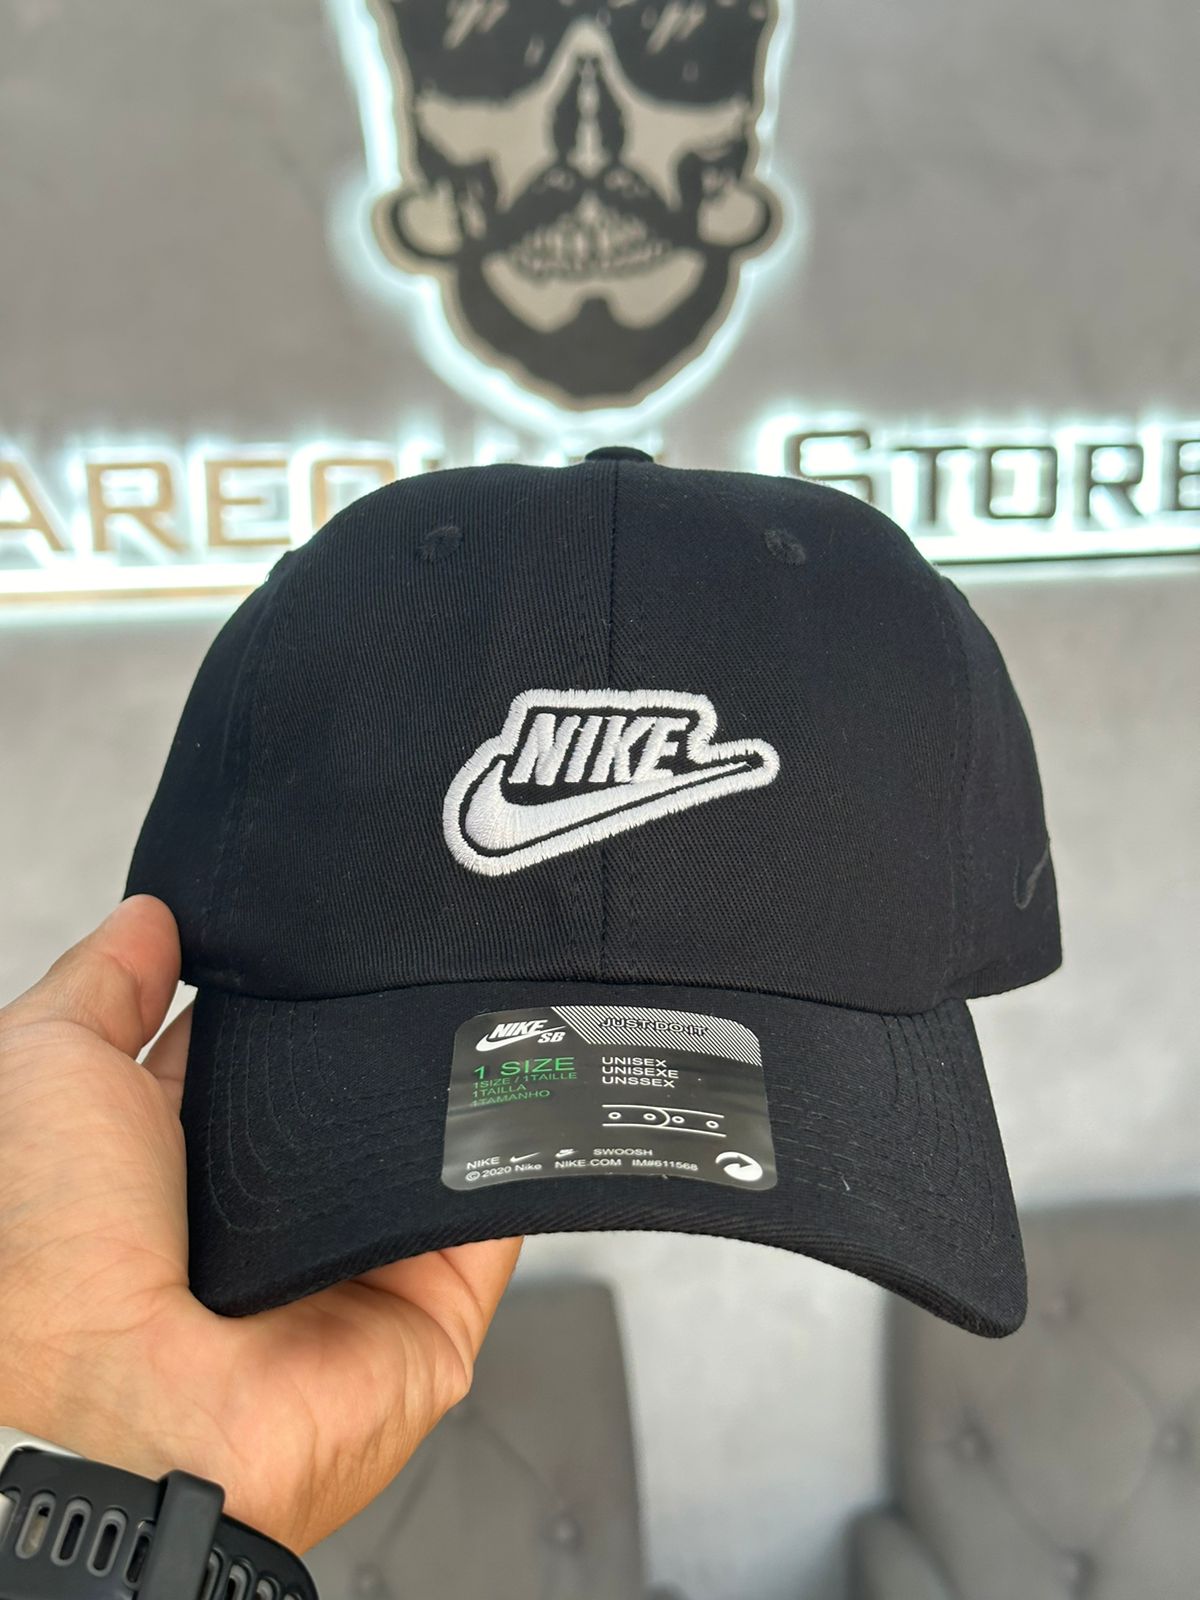 STORE
NIKE
NIKE SB
JUST DO IT
1 SIZE
1SIZE / 1TAILLE
1TAILLA
1TAMANHO
UNISEX
UNISEXE
UNSSEX
NIKE SWOOSH
© 2020 Nike NIKE.COM IM#611568